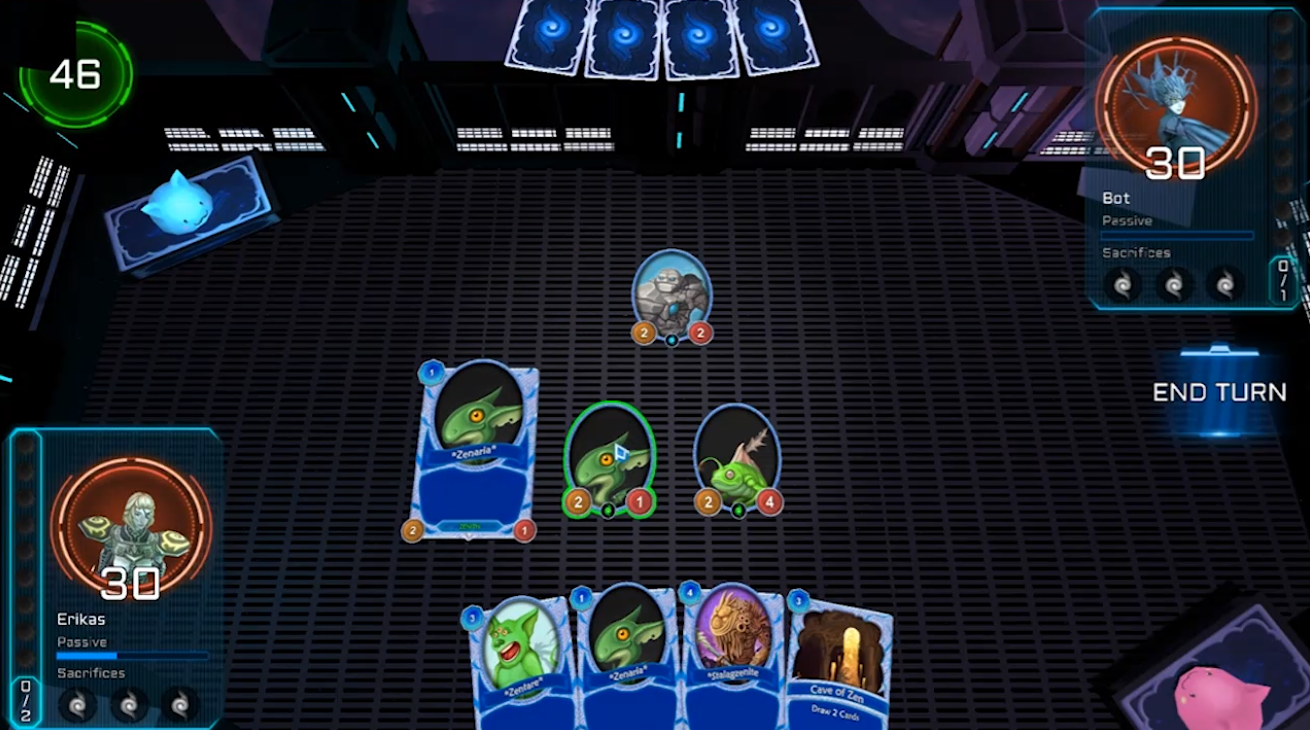 46
30
Bot
Passive
Sacrifices
0/1
2
2
END TURN
1
*Zenaria*
2
1
2
1
2
4
30
Erikas
Passive
Sacrifices
0/2
3
*Zentare*
1
*Zenaria*
4
*Stalagzenite*
3
Cave of Zen
Draw 2 Cards